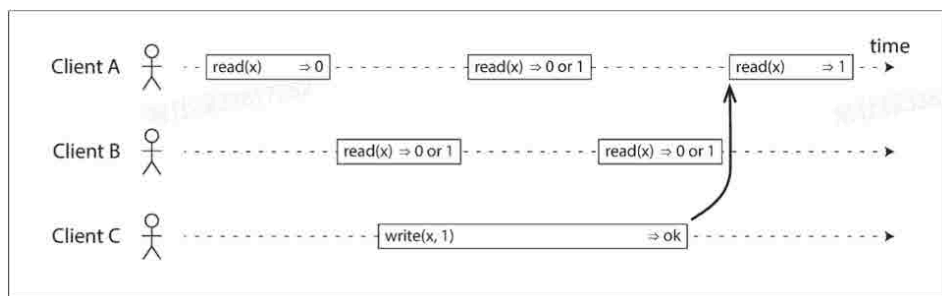 time
Client A read(x) ⇒ 0 read(x) ⇒ 0 or 1 read(x) ⇒ 1
Client B read(x) ⇒ 0 or 1 read(x) ⇒ 0 or 1
Client C write(x, 1) ⇒ ok